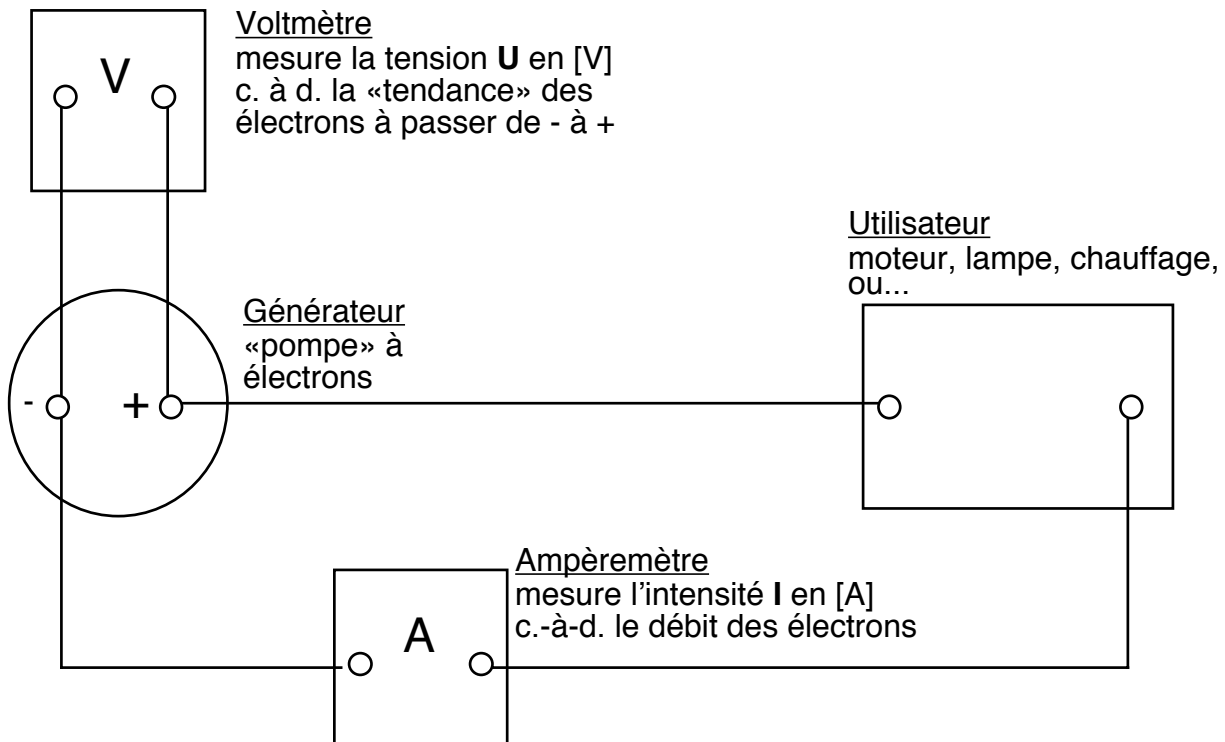 Voltmètre
mesure la tension U en [V]
c. à d. la «tendance» des
électrons à passer de - à +
V
Utilisateur
moteur, lampe, chauffage,
ou...
Générateur
«pompe» à
électrons
- +
Ampèremètre
mesure l'intensité I en [A]
c.-à-d. le débit des électrons
A